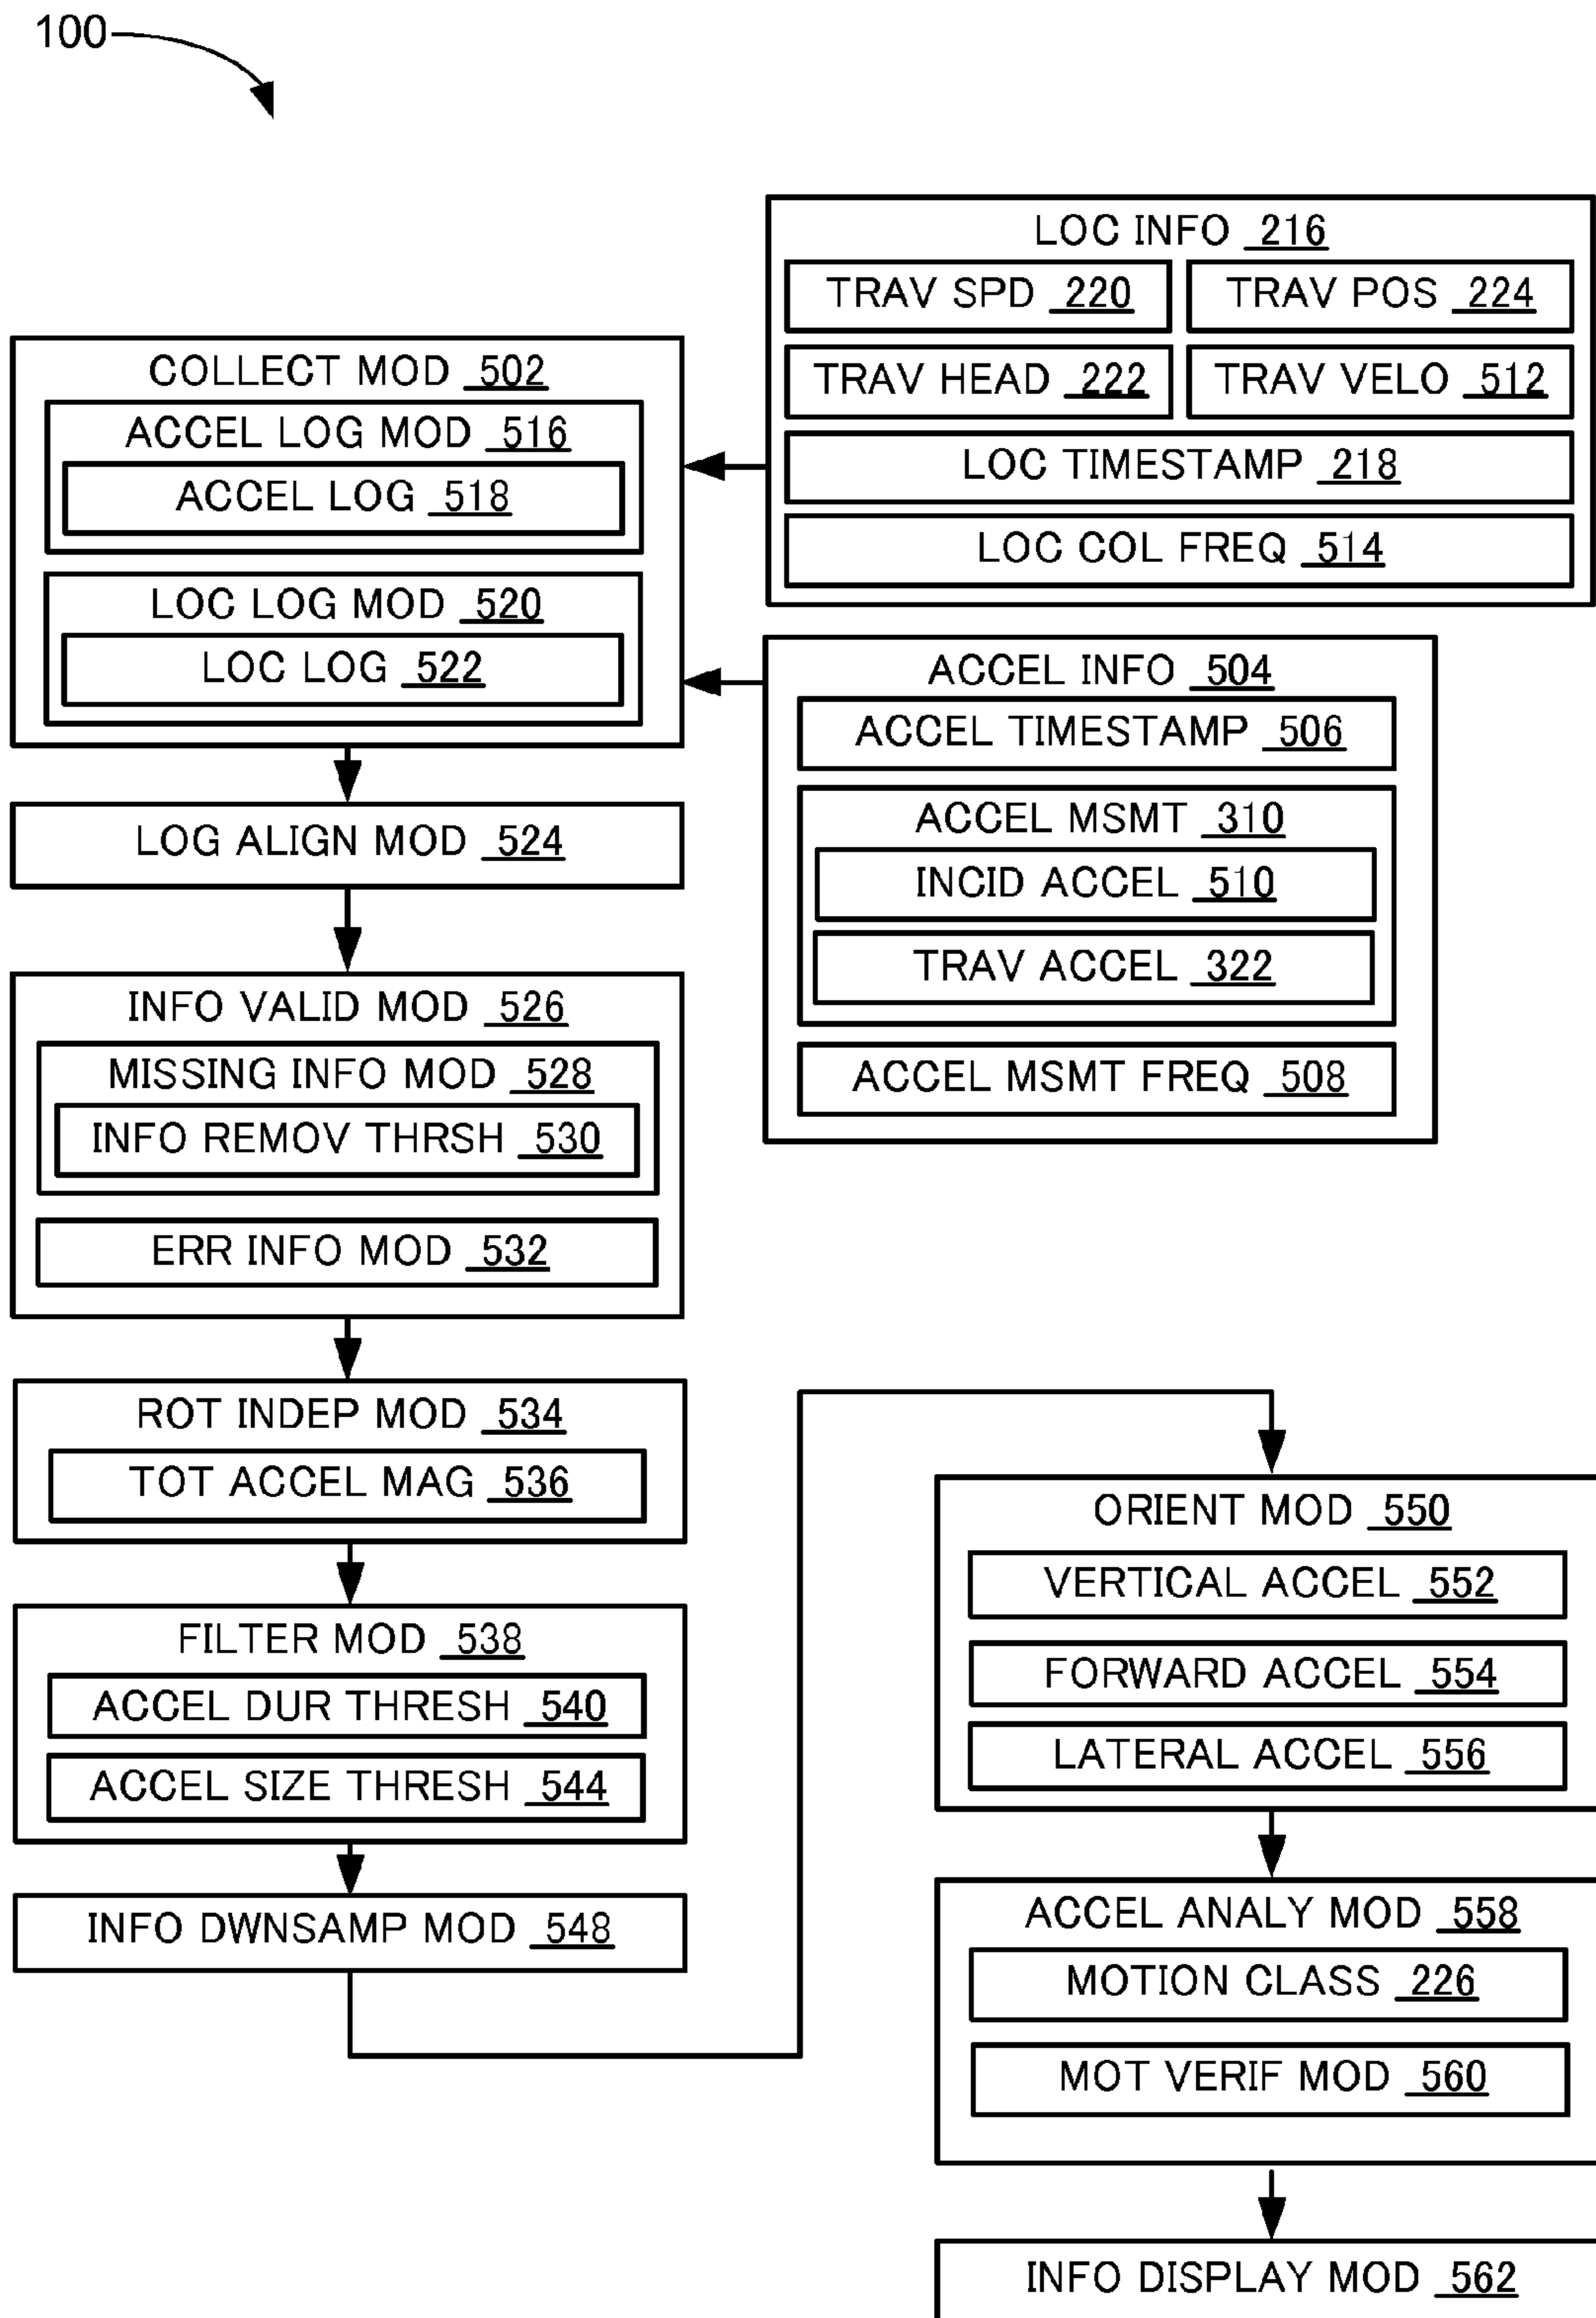 100
LOC INFO 216
TRAV SPD 220
TRAV POS 224
TRAV HEAD 222
TRAV VELO 512
LOC TIMESTAMP 218
LOC COL FREQ 514
COLLECT MOD 502
ACCEL LOG MOD 516
ACCEL LOG 518
LOC LOG MOD 520
LOC LOG 522
ACCEL INFO 504
ACCEL TIMESTAMP 506
ACCEL MSMT 310
INCID ACCEL 510
TRAV ACCEL 322
ACCEL MSMT FREQ 508
LOG ALIGN MOD 524
INFO VALID MOD 526
MISSING INFO MOD 528
INFO REMOV THRSH 530
ERR INFO MOD 532
ROT INDEP MOD 534
TOT ACCEL MAG 536
FILTER MOD 538
ACCEL DUR THRESH 540
ACCEL SIZE THRESH 544
INFO DWNSAMP MOD 548
ORIENT MOD 550
VERTICAL ACCEL 552
FORWARD ACCEL 554
LATERAL ACCEL 556
ACCEL ANALY MOD 558
MOTION CLASS 226
MOT VERIF MOD 560
INFO DISPLAY MOD 562